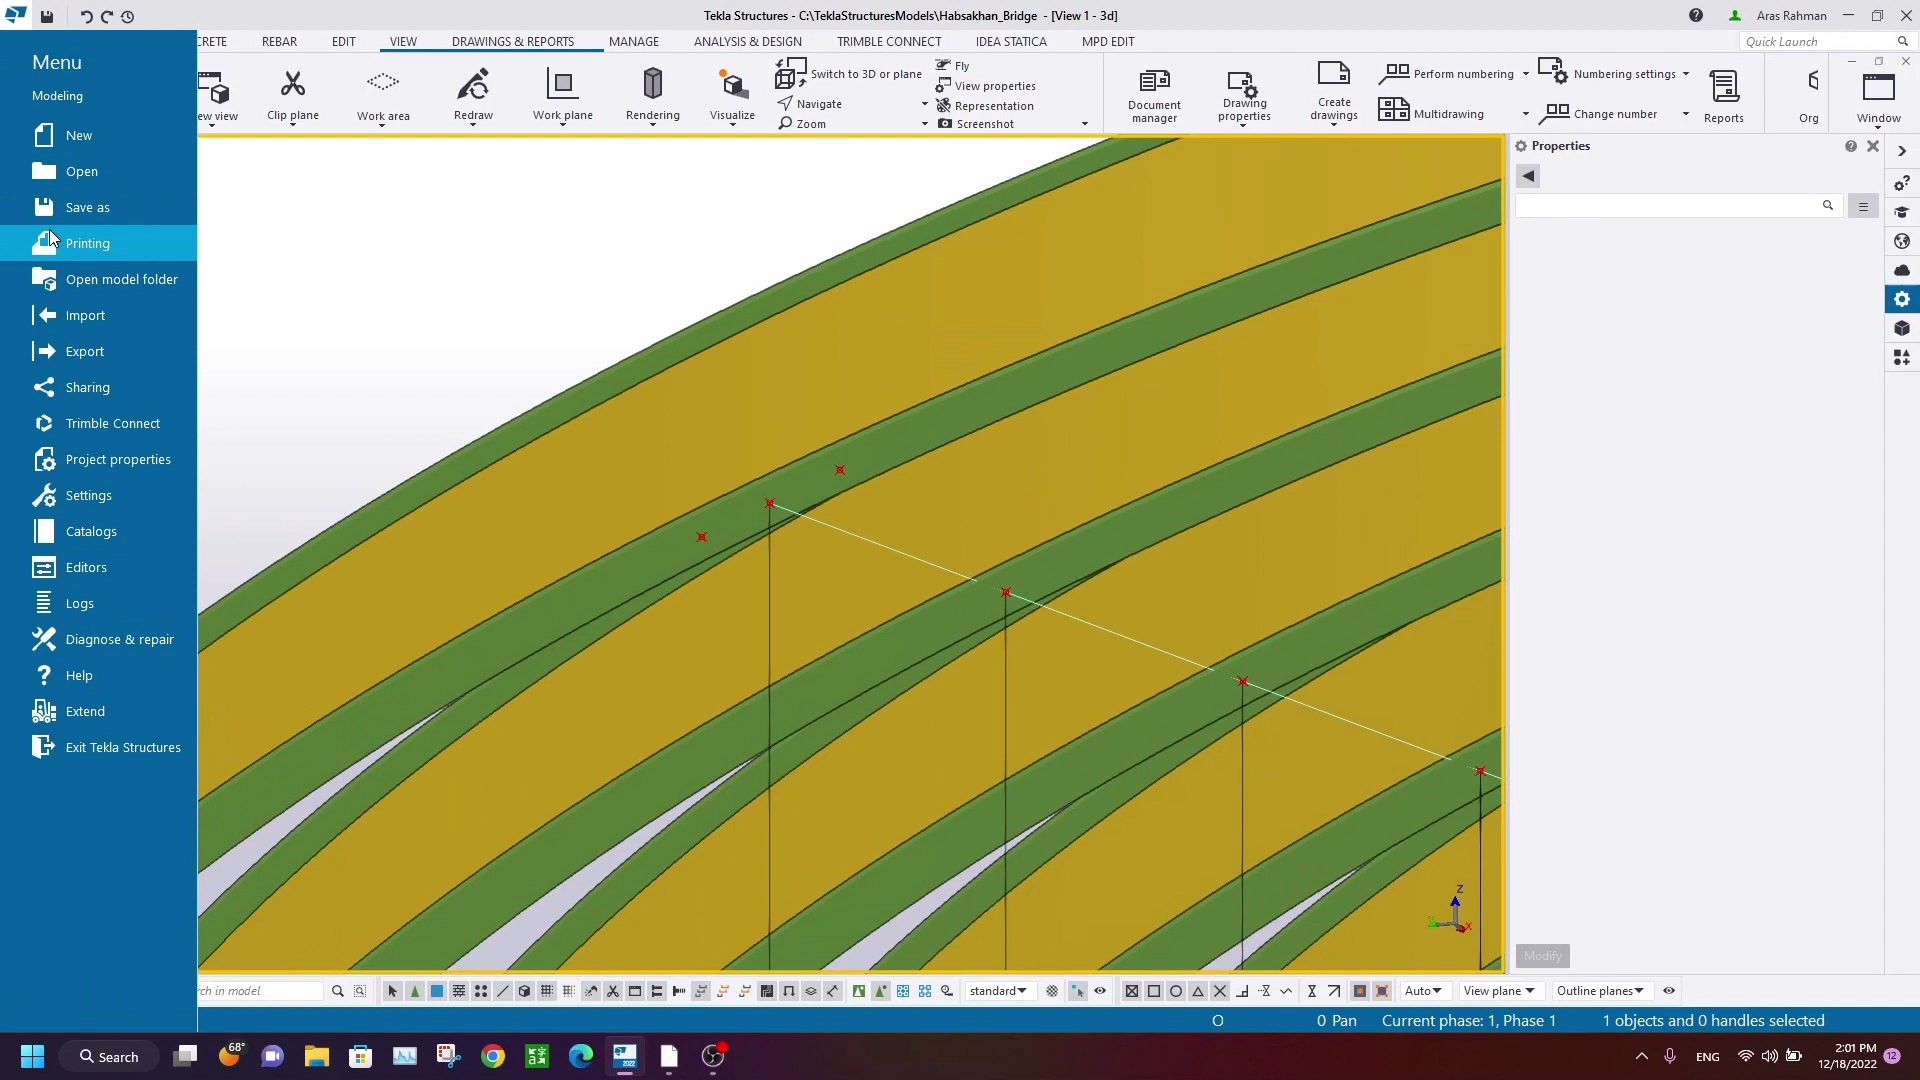 Tekla Structures - C:\TeklaStructuresModels\Habsakhan_Bridge - [View 1 - 3d]
Aras Rahman
CRETE REBAR EDIT VIEW DRAWINGS & REPORTS MANAGE ANALYSIS & DESIGN TRIMBLE CONNECT IDEA STATICA MPD EDIT
Quick Launch
ew view
Clip plane
Work area
Redraw
Work plane
Rendering
Visualize
Switch to 3D or plane
Navigate
Zoom
Fly
View properties
Representation
Screenshot
Document manager
Drawing properties
Create drawings
Perform numbering
Multidrawing
Numbering settings
Change number
Reports
Org
Window
Menu
Modeling
New
Open
Save as
Printing
Open model folder
Import
Export
Sharing
Trimble Connect
Project properties
Settings
Catalogs
Editors
Logs
Diagnose & repair
Help
Extend
Exit Tekla Structures
Properties
Modify
Z
X
rch in model
standard
Auto
View plane
Outline planes
O
0 Pan
Current phase: 1, Phase 1
1 objects and 0 handles selected
Search
68°
2022
ENG
2:01 PM
12/18/2022
12